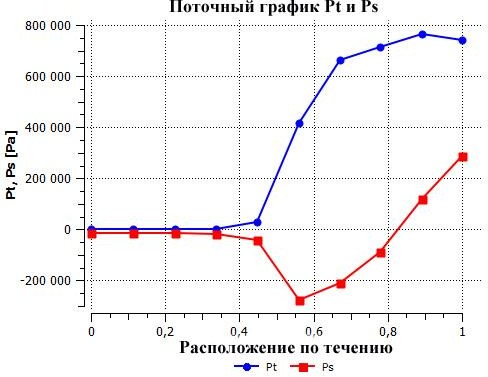 Поточный график Pt и Ps
800 000
600 000
400 000
200 000
0
-200 000
Pt, Ps [Pa]
0 0,2 0,4 0,6 0,8 1
Расположение по течению
Pt Ps